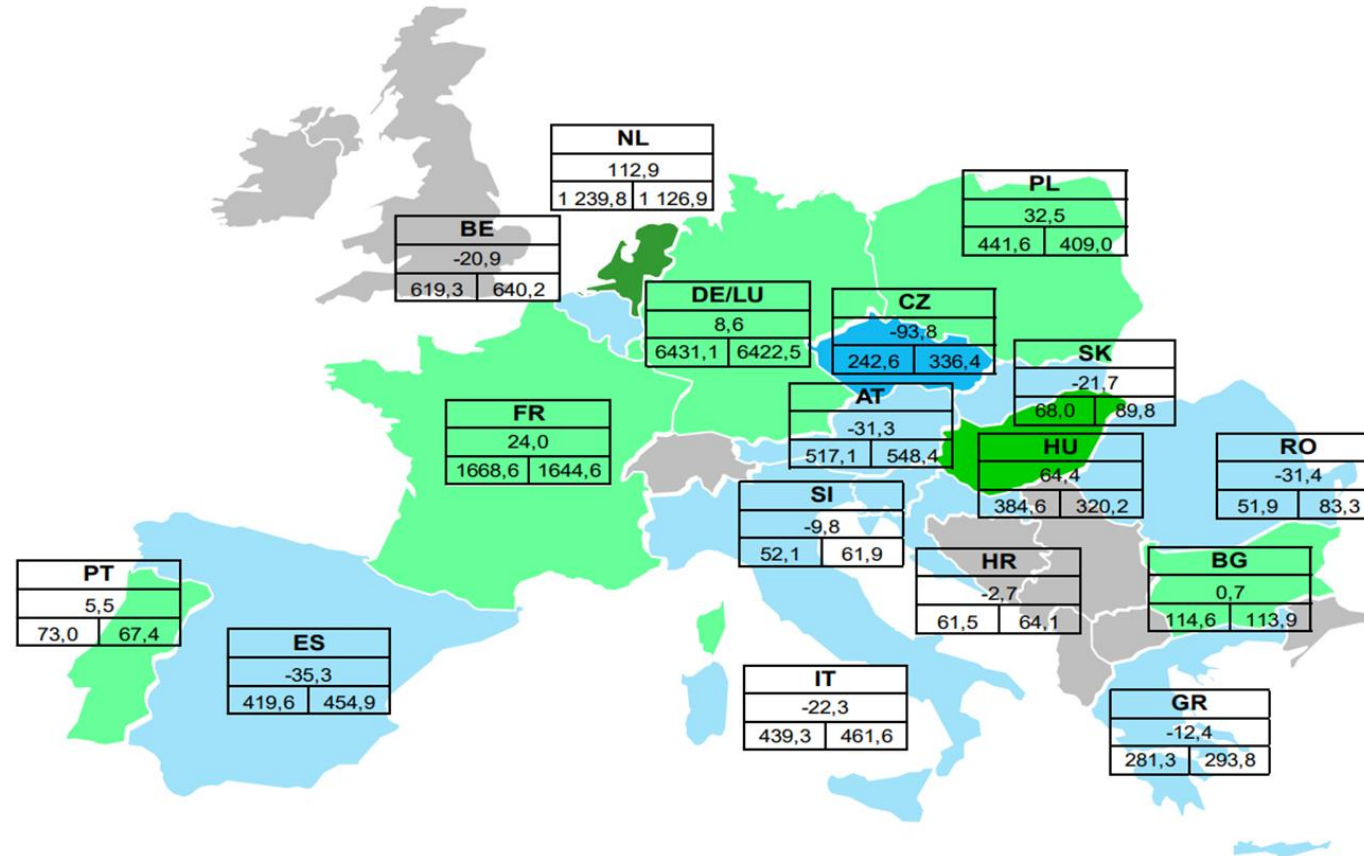 NL
112,9
1 239,8 1 126,9
PL
32,5
441,6 409,0
BE
-20,9
619,3 640,2
DE/LU
8,6
6431,1 6422,5
CZ
-93,8
242,6 336,4
SK
-21,7
68,0 89,8
AT
-31,3
517,1 548,4
FR
24,0
1668,6 1644,6
HU
64,4
384,6 320,2
RO
-31,4
51,9 83,3
SI
-9,8
52,1 61,9
HR
-2,7
61,5 64,1
BG
0,7
114,6 113,9
PT
5,5
73,0 67,4
ES
-35,3
419,6 454,9
IT
-22,3
439,3 461,6
GR
-12,4
281,3 293,8